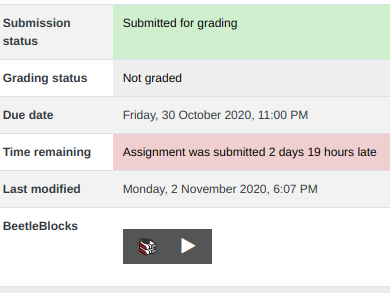 Submission Submitted for grading
status
Grading status Not graded
Due date Friday, 30 October 2020, 11:00 PM
Time remaining Assignment was submitted 2 days 19 hours late
Last modified Monday, 2 November 2020, 6:07 PM
BeetleBlocks